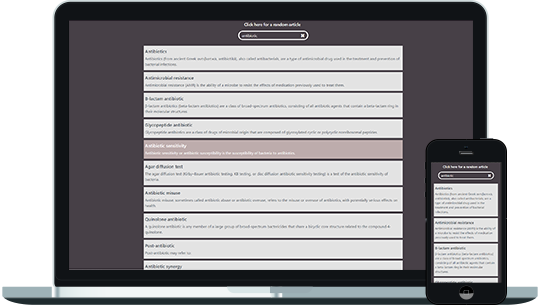 Click here for a random article
antibiotic
Antibiotics
Antibiotics (from ancient Greek αντιβιοτικά, antibiotiká), also called antibacterials, are a type of antimicrobial drug used in the treatment and prevention of
bacterial infections.
Antimicrobial resistance
Antimicrobial resistance (AMR) is the ability of a microbe to resist the effects of medication previously used to treat them.
β-lactam antibiotic
β-lactam antibiotics (beta-lactam antibiotics) are a class of broad-spectrum antibiotics, consisting of all antibiotic agents that contain a beta-lactam ring in
their molecular structures.
Glycopeptide antibiotic
Glycopeptide antibiotics are a class of drugs of microbial origin that are composed of glycosylated cyclic or polycyclic nonribosomal peptides.
Antibiotic sensitivity
Antibiotic sensitivity or antibiotic susceptibility is the susceptibility of bacteria to antibiotics.
Agar diffusion test
The agar diffusion test (Kirby–Bauer antibiotic testing, KB testing, or disc diffusion antibiotic sensitivity testing) is a test of the antibiotic sensitivity of
bacteria.
Antibiotic misuse
Antibiotic misuse, sometimes called antibiotic abuse or antibiotic overuse, refers to the misuse or overuse of antibiotics, with potentially serious effects on
health.
Quinolone antibiotic
A quinolone antibiotic is any member of a large group of broad-spectrum bactericides that share a bicyclic core structure related to the compound 4-
quinolone.
Post-antibiotic
Post-antibiotic may refer to:
Antibiotic synergy
Click here for a random article
antibiotic
Antibiotics
Antibiotics (from ancient Greek
αντιβιοτικά, antibiotiká), also called
antibacterials, are a type of
antimicrobial drug used in the
treatment and prevention of
bacterial infections.
Antimicrobial resistance
Antimicrobial resistance (AMR) is the ability of
a microbe to resist the effects of medication
previously used to treat them.
β-lactam antibiotic
β-lactam antibiotics (beta-lactam
antibiotics) are a class of
broad-spectrum antibiotics,
consisting of all antibiotic agents
that contain a beta-lactam ring in
their molecular structures.